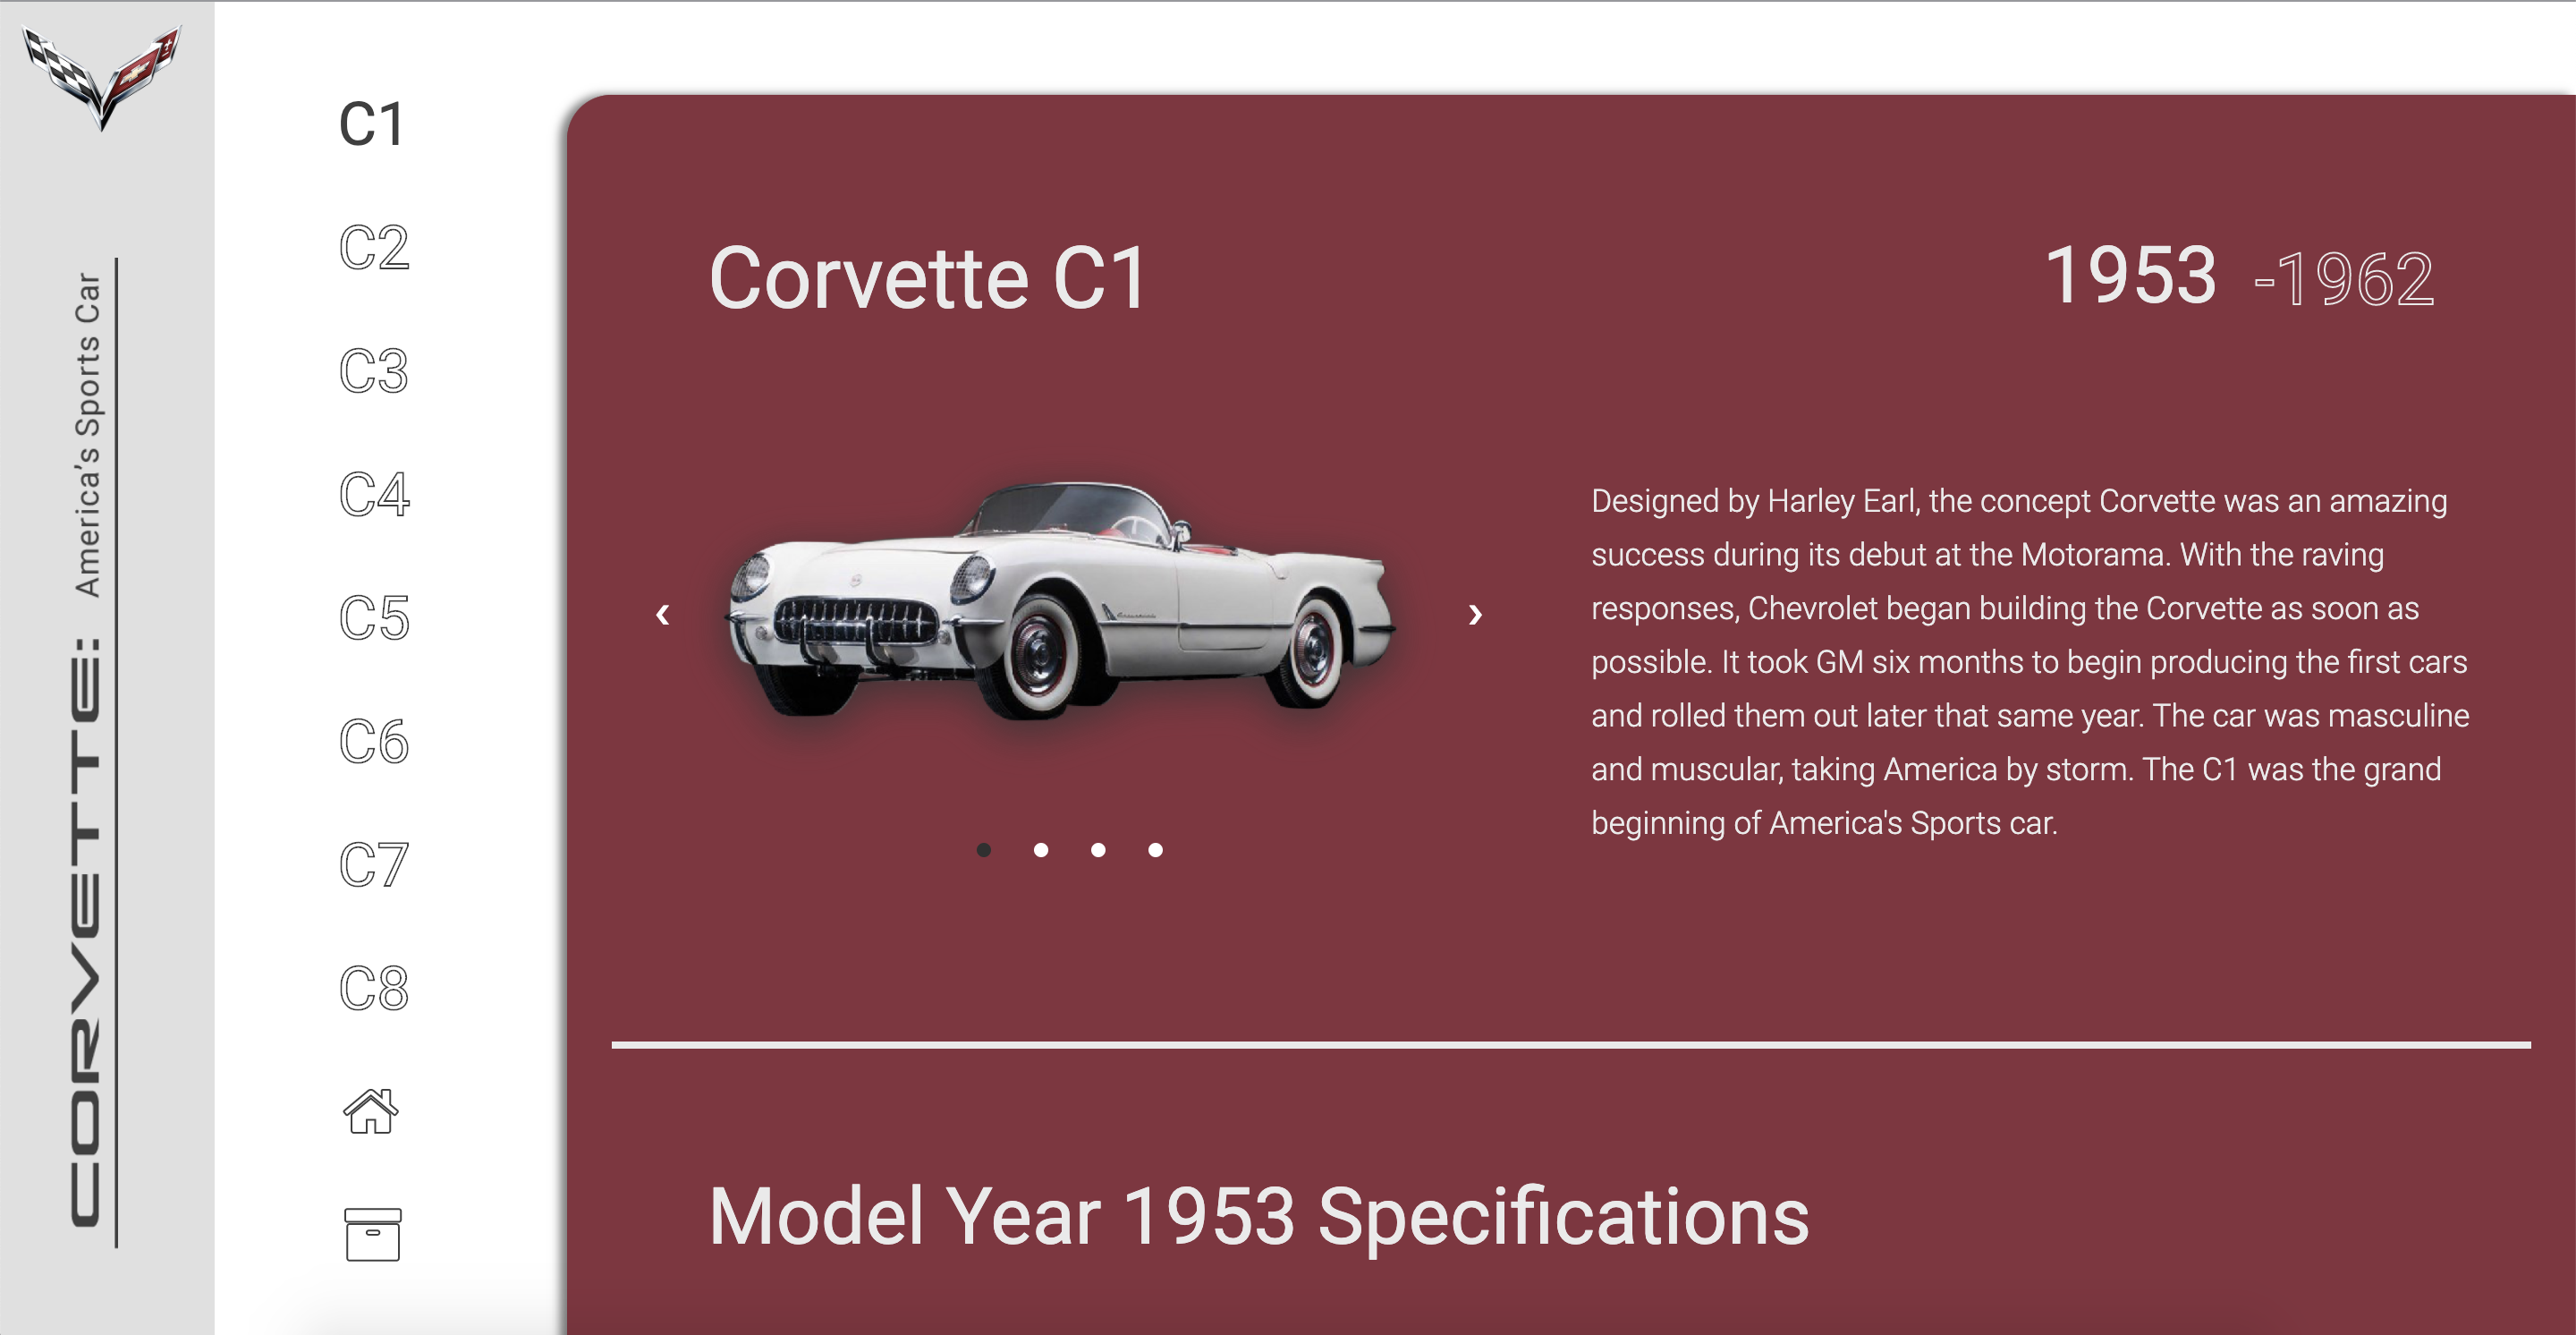 CORVETTE: America's Sports Car
C1
C2
C3
C4
C5
C6
C7
C8
Corvette C1
1953 -1962
Designed by Harley Earl, the concept Corvette was an amazing
success during its debut at the Motorama. With the raving
responses, Chevrolet began building the Corvette as soon as
possible. It took GM six months to begin producing the first cars
and rolled them out later that same year. The car was masculine
and muscular, taking America by storm. The C1 was the grand
beginning of America's Sports car.
Model Year 1953 Specifications